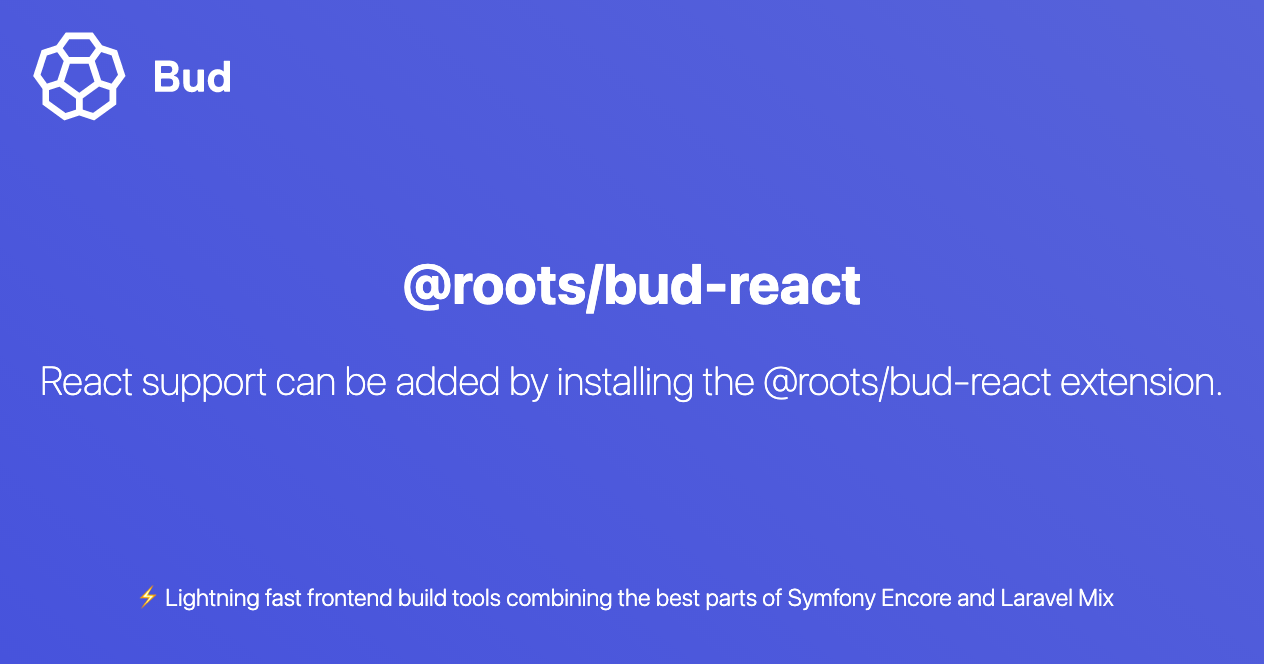 Bud
@roots/bud-react
React support can be added by installing the @roots/bud-react extension.
⚡ Lightning fast frontend build tools combining the best parts of Symfony Encore and Laravel Mix